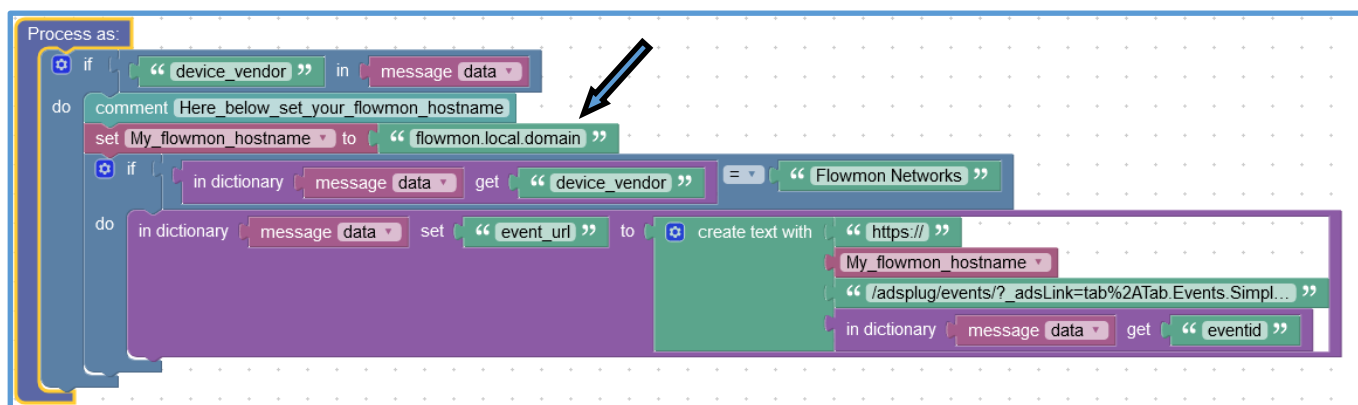 Process as:
if “ device_vendor ” in message data
do comment Here_below_set_your_flowmon_hostname
set My_flowmon_hostname to “ flowmon.local.domain ”
if in dictionary message data get “ device_vendor ” = “ Flowmon Networks ”
do in dictionary message data set “ event_url ” to create text with “ https:// ”
My_flowmon_hostname
“ /adsplug/events/?_adsLink=tab%2ATab.Events.Simpl... ”
in dictionary message data get “ eventid ”